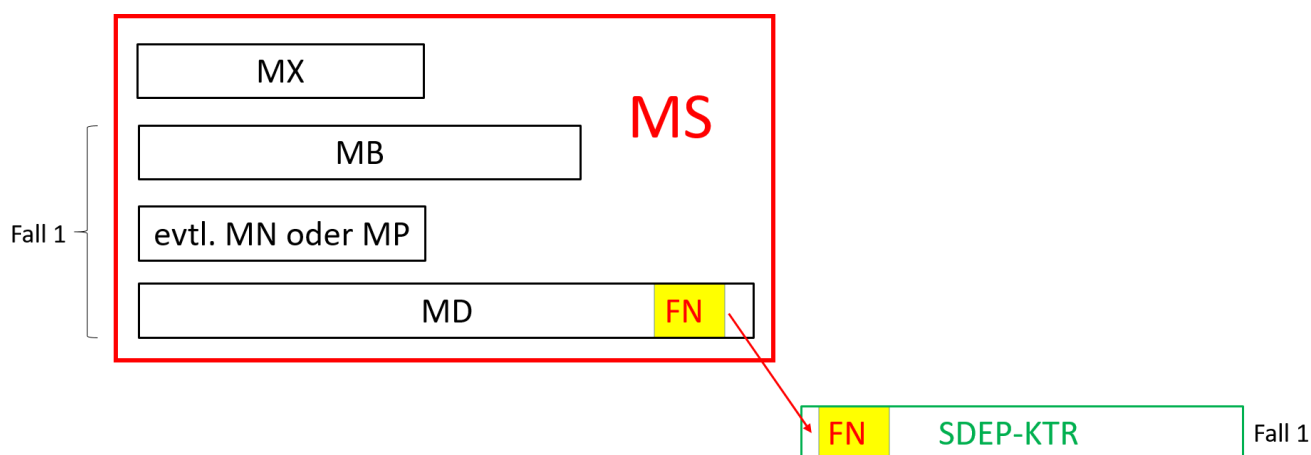 MX
MS
MB
Fall 1
evtl. MN oder MP
MD FN
FN SDEP-KTR Fall 1